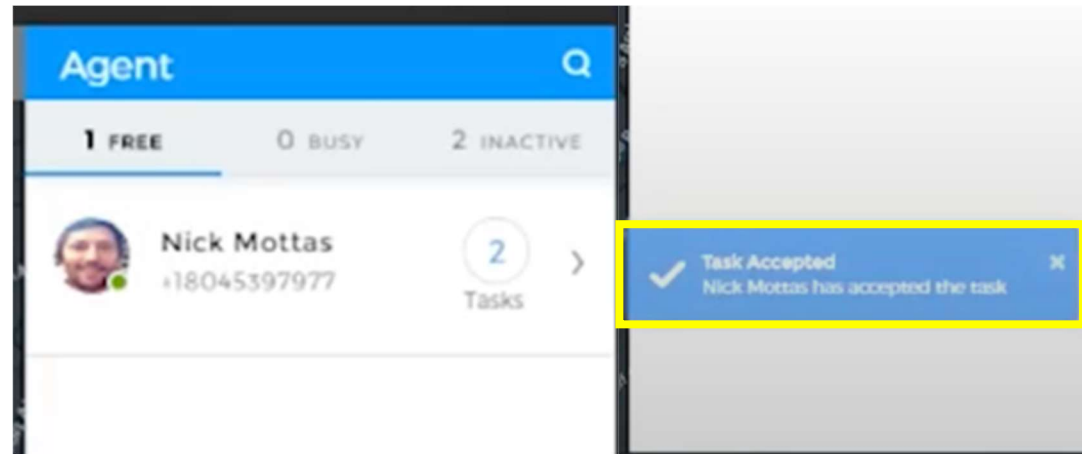 Agent
1 FREE 0 BUSY 2 INACTIVE
Nick Mottas
+18045397977
2
Tasks
Task Accepted
Nick Mottas has accepted the task